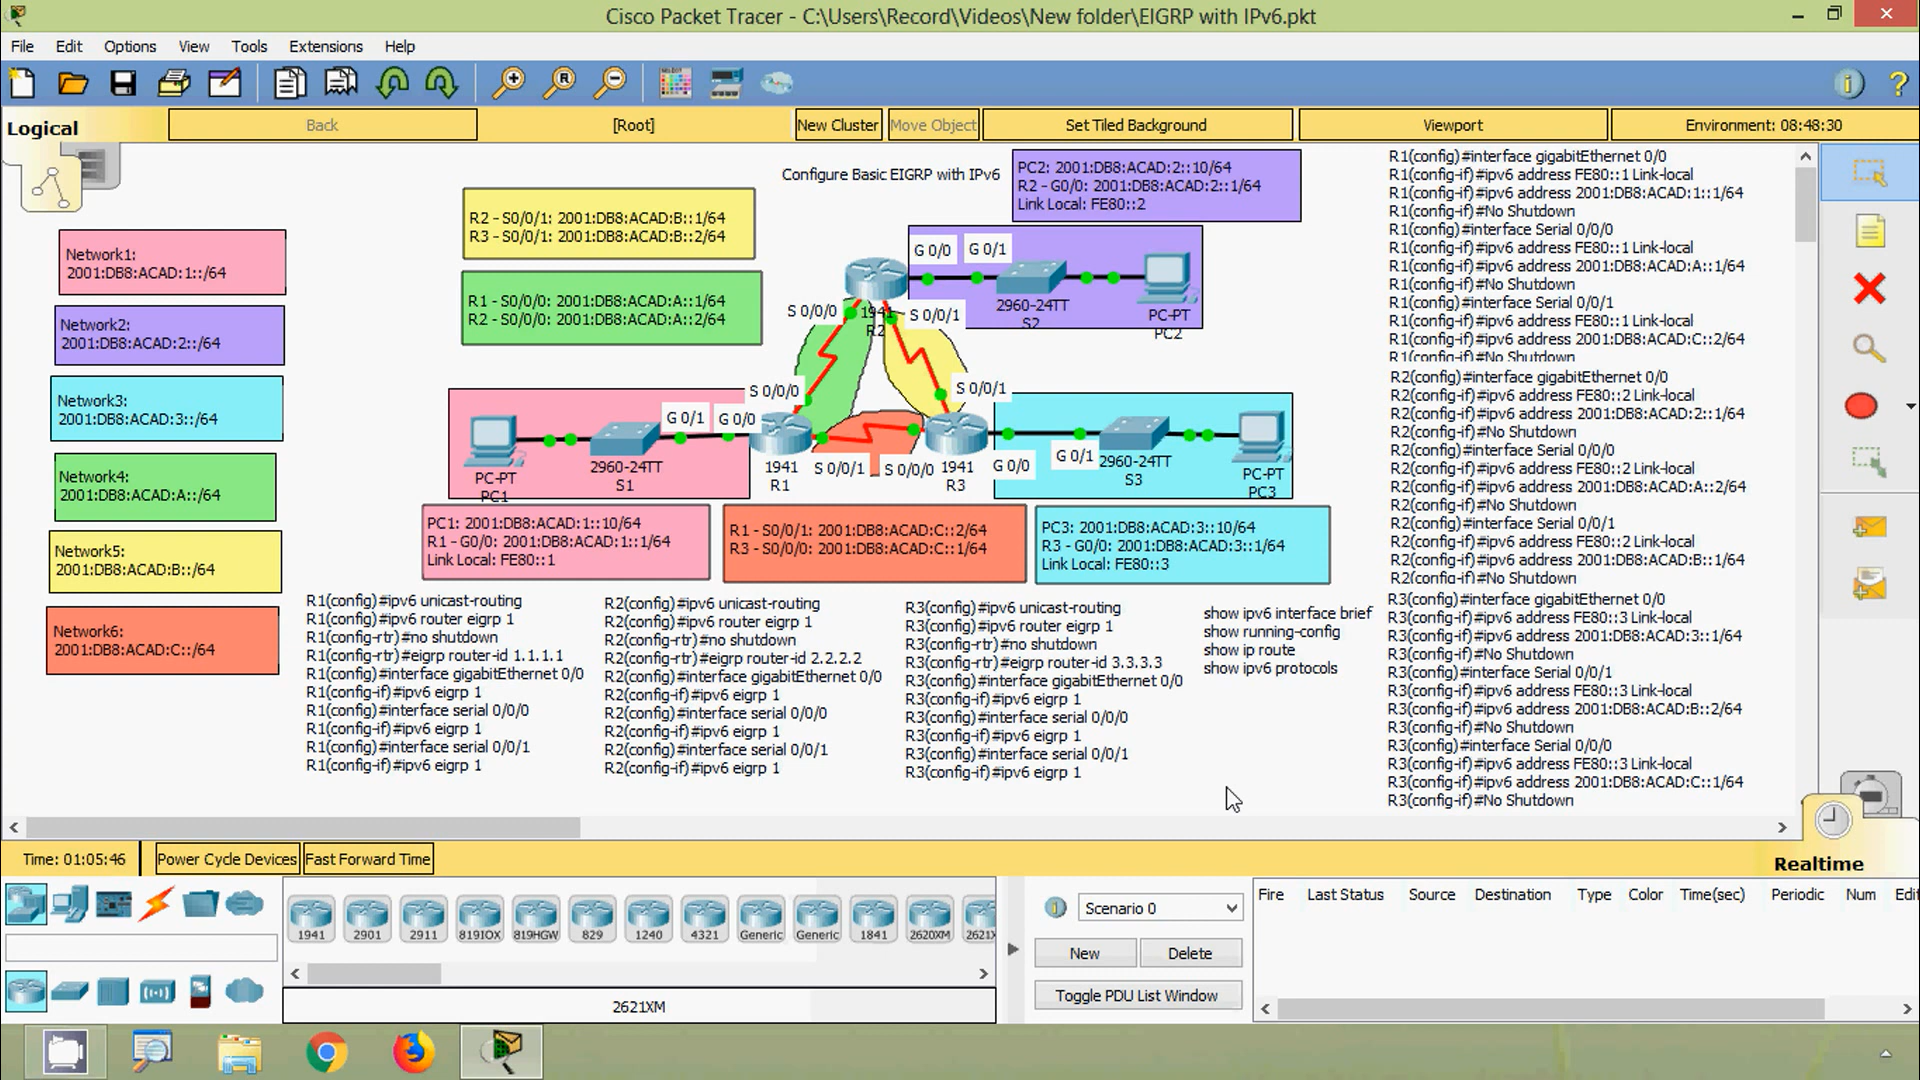 Cisco Packet Tracer - C:\Users\Record\Videos\New folder\EIGRP with IPv6.pkt
File Edit Options View Tools Extensions Help
Logical
Back
[Root]
New Cluster
Move Object
Set Tiled Background
Viewport
Environment: 08:48:30
Configure Basic EIGRP with IPv6
PC2: 2001:DB8:ACAD:2::10/64
R2 - G0/0: 2001:DB8:ACAD:2::1/64
Link Local: FE80::2
R2 - S0/0/1: 2001:DB8:ACAD:B::1/64
R3 - S0/0/1: 2001:DB8:ACAD:B::2/64
R1 - S0/0/0: 2001:DB8:ACAD:A::1/64
R2 - S0/0/0: 2001:DB8:ACAD:A::2/64
Network1:
2001:DB8:ACAD:1::/64
Network2:
2001:DB8:ACAD:2::/64
Network3:
2001:DB8:ACAD:3::/64
Network4:
2001:DB8:ACAD:A::/64
Network5:
2001:DB8:ACAD:B::/64
Network6:
2001:DB8:ACAD:C::/64
G 0/0
G 0/1
2960-24TT
S2
PC-PT
PC2
S 0/0/0
1941
R2
S 0/0/1
S 0/0/0
S 0/0/1
G 0/1
G 0/0
PC-PT
PC1
2960-24TT
S1
1941
R1
S 0/0/1
S 0/0/0
1941
R3
G 0/0
G 0/1
2960-24TT
S3
PC-PT
PC3
PC1: 2001:DB8:ACAD:1::10/64
R1 - G0/0: 2001:DB8:ACAD:1::1/64
Link Local: FE80::1
R1 - S0/0/1: 2001:DB8:ACAD:C::2/64
R3 - S0/0/0: 2001:DB8:ACAD:C::1/64
PC3: 2001:DB8:ACAD:3::10/64
R3 - G0/0: 2001:DB8:ACAD:3::1/64
Link Local: FE80::3
R1(config)#ipv6 unicast-routing
R1(config)#ipv6 router eigrp 1
R1(config-rtr)#no shutdown
R1(config-rtr)#eigrp router-id 1.1.1.1
R1(config)#interface gigabitEthernet 0/0
R1(config-if)#ipv6 eigrp 1
R1(config)#interface serial 0/0/0
R1(config-if)#ipv6 eigrp 1
R1(config)#interface serial 0/0/1
R1(config-if)#ipv6 eigrp 1
R2(config)#ipv6 unicast-routing
R2(config)#ipv6 router eigrp 1
R2(config-rtr)#no shutdown
R2(config-rtr)#eigrp router-id 2.2.2.2
R2(config)#interface gigabitEthernet 0/0
R2(config-if)#ipv6 eigrp 1
R2(config)#interface serial 0/0/0
R2(config-if)#ipv6 eigrp 1
R2(config)#interface serial 0/0/1
R2(config-if)#ipv6 eigrp 1
R3(config)#ipv6 unicast-routing
R3(config)#ipv6 router eigrp 1
R3(config-rtr)#no shutdown
R3(config-rtr)#eigrp router-id 3.3.3.3
R3(config)#interface gigabitEthernet 0/0
R3(config-if)#ipv6 eigrp 1
R3(config)#interface serial 0/0/0
R3(config-if)#ipv6 eigrp 1
R3(config)#interface serial 0/0/1
R3(config-if)#ipv6 eigrp 1
show ipv6 interface brief
show running-config
show ip route
show ipv6 protocols
R1(config)#interface gigabitEthernet 0/0
R1(config-if)#ipv6 address FE80::1 Link-local
R1(config-if)#ipv6 address 2001:DB8:ACAD:1::1/64
R1(config-if)#No Shutdown
R1(config)#interface Serial 0/0/0
R1(config-if)#ipv6 address FE80::1 Link-local
R1(config-if)#ipv6 address 2001:DB8:ACAD:A::1/64
R1(config-if)#No Shutdown
R1(config)#interface Serial 0/0/1
R1(config-if)#ipv6 address FE80::1 Link-local
R1(config-if)#ipv6 address 2001:DB8:ACAD:C::2/64
R1(config-if)#No Shutdown
R2(config)#interface gigabitEthernet 0/0
R2(config-if)#ipv6 address FE80::2 Link-local
R2(config-if)#ipv6 address 2001:DB8:ACAD:2::1/64
R2(config-if)#No Shutdown
R2(config)#interface Serial 0/0/0
R2(config-if)#ipv6 address FE80::2 Link-local
R2(config-if)#ipv6 address 2001:DB8:ACAD:A::2/64
R2(config-if)#No Shutdown
R2(config)#interface Serial 0/0/1
R2(config-if)#ipv6 address FE80::2 Link-local
R2(config-if)#ipv6 address 2001:DB8:ACAD:B::1/64
R2(config-if)#No Shutdown
R3(config)#interface gigabitEthernet 0/0
R3(config-if)#ipv6 address FE80::3 Link-local
R3(config-if)#ipv6 address 2001:DB8:ACAD:3::1/64
R3(config-if)#No Shutdown
R3(config)#interface Serial 0/0/1
R3(config-if)#ipv6 address FE80::3 Link-local
R3(config-if)#ipv6 address 2001:DB8:ACAD:B::2/64
R3(config-if)#No Shutdown
R3(config)#interface Serial 0/0/0
R3(config-if)#ipv6 address FE80::3 Link-local
R3(config-if)#ipv6 address 2001:DB8:ACAD:C::1/64
R3(config-if)#No Shutdown
Time: 01:05:46
Power Cycle Devices
Fast Forward Time
Realtime
1941 2901 2911 819IOX 819HGW 829 1240 4321 Generic Generic 1841 2620XM 2621X
2621XM
Scenario 0
New
Delete
Toggle PDU List Window
Fire Last Status Source Destination Type Color Time(sec) Periodic Num Edit